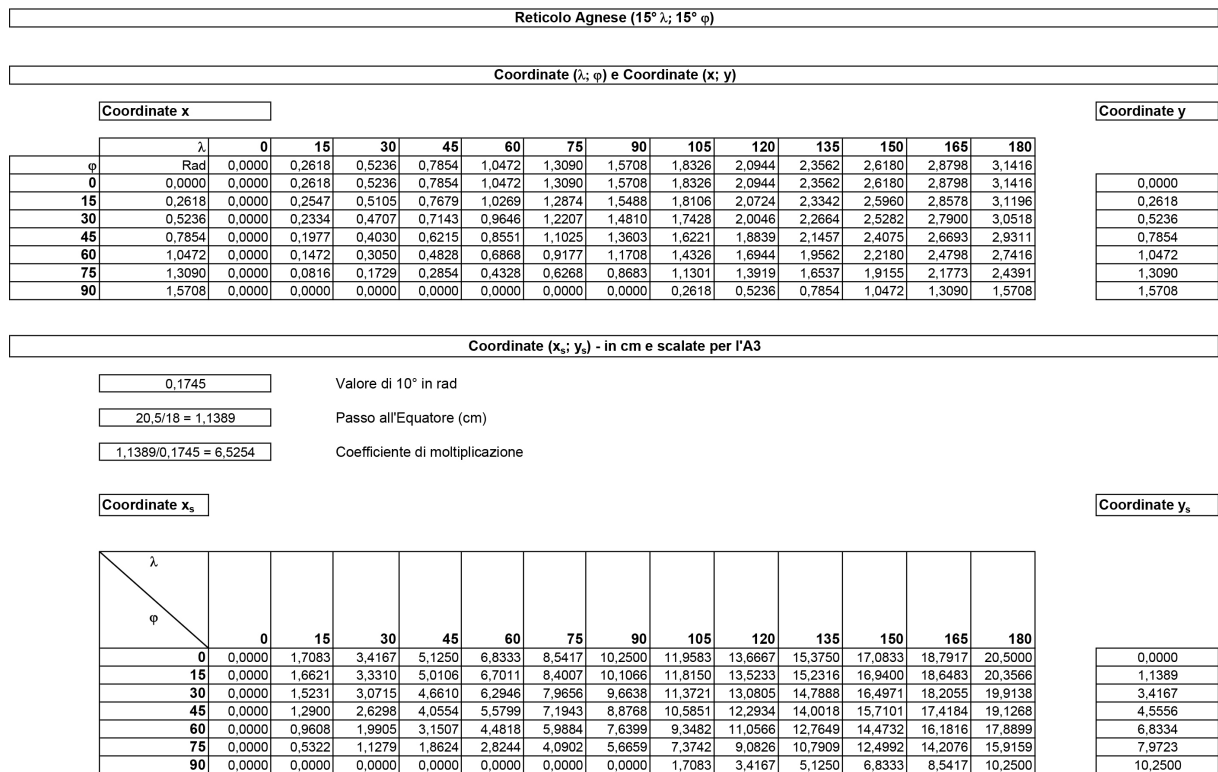 Reticolo Agnese (15° λ; 15° φ)
Coordinate (λ; φ) e Coordinate (x; y)
Coordinate x Coordinate y
λ 0 15 30 45 60 75 90 105 120 135 150 165 180
φ Rad 0,0000 0,2618 0,5236 0,7854 1,0472 1,3090 1,5708 1,8326 2,0944 2,3562 2,6180 2,8798 3,1416
0 0,0000 0,0000 0,2618 0,5236 0,7854 1,0472 1,3090 1,5708 1,8326 2,0944 2,3562 2,6180 2,8798 3,1416 0,0000
15 0,2618 0,0000 0,2547 0,5105 0,7679 1,0269 1,2874 1,5488 1,8106 2,0724 2,3342 2,5960 2,8578 3,1196 0,2618
30 0,5236 0,0000 0,2334 0,4707 0,7143 0,9646 1,2207 1,4810 1,7428 2,0046 2,2664 2,5282 2,7900 3,0518 0,5236
45 0,7854 0,0000 0,1977 0,4030 0,6215 0,8551 1,1025 1,3603 1,6221 1,8839 2,1457 2,4075 2,6693 2,9311 0,7854
60 1,0472 0,0000 0,1472 0,3050 0,4828 0,6868 0,9177 1,1708 1,4326 1,6944 1,9562 2,2180 2,4798 2,7416 1,0472
75 1,3090 0,0000 0,0816 0,1729 0,2854 0,4328 0,6268 0,8683 1,1301 1,3919 1,6537 1,9155 2,1773 2,4391 1,3090
90 1,5708 0,0000 0,0000 0,0000 0,0000 0,0000 0,0000 0,0000 0,2618 0,5236 0,7854 1,0472 1,3090 1,5708 1,5708
Coordinate (xs; ys) - in cm e scalate per l'A3
0,1745 Valore di 10° in rad
20,5/18 = 1,1389 Passo all'Equatore (cm)
1,1389/0,1745 = 6,5254 Coefficiente di moltiplicazione
Coordinate xs Coordinate ys
λ
φ
0 15 30 45 60 75 90 105 120 135 150 165 180
0 0,0000 1,7083 3,4167 5,1250 6,8333 8,5417 10,2500 11,9583 13,6667 15,3750 17,0833 18,7917 20,5000 0,0000
15 0,0000 1,6621 3,3310 5,0106 6,7011 8,4007 10,1066 11,8150 13,5233 15,2316 16,9400 18,6483 20,3566 1,1389
30 0,0000 1,5231 3,0715 4,6610 6,2946 7,9656 9,6638 11,3721 13,0805 14,7888 16,4971 18,2055 19,9138 3,4167
45 0,0000 1,2900 2,6298 4,0554 5,5799 7,1943 8,8768 10,5851 12,2934 14,0018 15,7101 17,4184 19,1268 4,5556
60 0,0000 0,9608 1,9905 3,1507 4,4818 5,9884 7,6399 9,3482 11,0566 12,7649 14,4732 16,1816 17,8899 6,8334
75 0,0000 0,5322 1,1279 1,8624 2,8244 4,0902 5,6659 7,3742 9,0826 10,7909 12,4992 14,2076 15,9159 7,9723
90 0,0000 0,0000 0,0000 0,0000 0,0000 0,0000 0,0000 1,7083 3,4167 5,1250 6,8333 8,5417 10,2500 10,2500